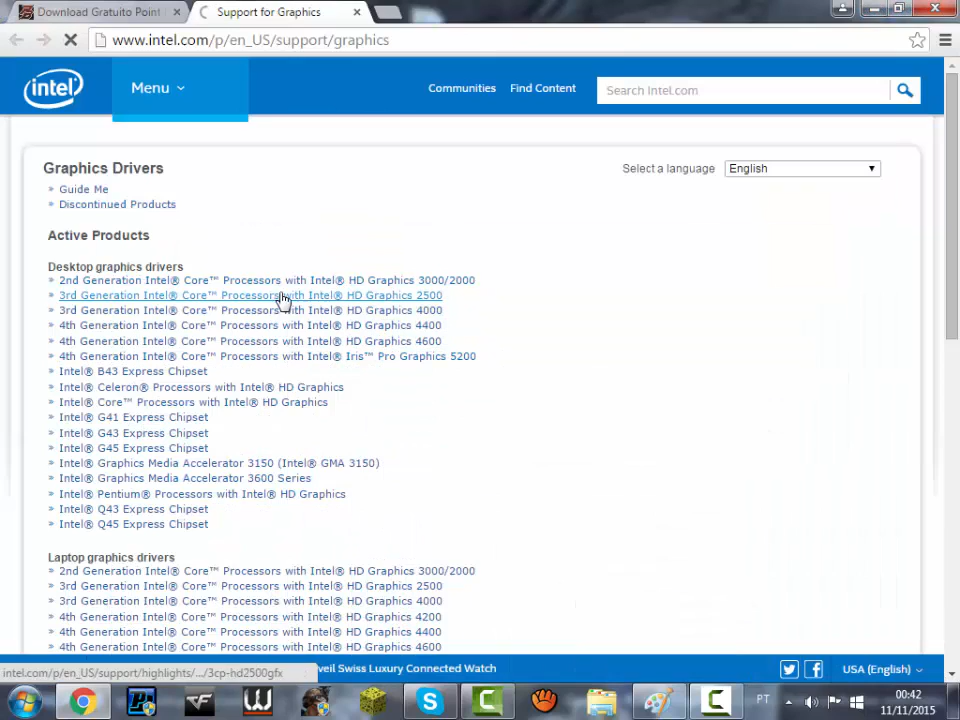 Download Gratuito Point
Support for Graphics
www.intel.com/p/en_US/support/graphics
intel
Menu
Communities
Find Content
Search Intel.com
Graphics Drivers
Select a language
English
» Guide Me
» Discontinued Products
Active Products
Desktop graphics drivers
» 2nd Generation Intel® Core™ Processors with Intel® HD Graphics 3000/2000
» 3rd Generation Intel® Core™ Processors with Intel® HD Graphics 2500
» 3rd Generation Intel® Core™ Processors with Intel® HD Graphics 4000
» 4th Generation Intel® Core™ Processors with Intel® HD Graphics 4400
» 4th Generation Intel® Core™ Processors with Intel® HD Graphics 4600
» 4th Generation Intel® Core™ Processors with Intel® Iris™ Pro Graphics 5200
» Intel® B43 Express Chipset
» Intel® Celeron® Processors with Intel® HD Graphics
» Intel® Core™ Processors with Intel® HD Graphics
» Intel® G41 Express Chipset
» Intel® G43 Express Chipset
» Intel® G45 Express Chipset
» Intel® Graphics Media Accelerator 3150 (Intel® GMA 3150)
» Intel® Graphics Media Accelerator 3600 Series
» Intel® Pentium® Processors with Intel® HD Graphics
» Intel® Q43 Express Chipset
» Intel® Q45 Express Chipset
Laptop graphics drivers
» 2nd Generation Intel® Core™ Processors with Intel® HD Graphics 3000/2000
» 3rd Generation Intel® Core™ Processors with Intel® HD Graphics 2500
» 3rd Generation Intel® Core™ Processors with Intel® HD Graphics 4000
» 4th Generation Intel® Core™ Processors with Intel® HD Graphics 4200
» 4th Generation Intel® Core™ Processors with Intel® HD Graphics 4400
» 4th Generation Intel® Core™ Processors with Intel® HD Graphics 4600
intel.com/p/en_US/support/highlights/.../3cp-hd2500gfx
veil Swiss Luxury Connected Watch
USA (English)
PT
00:42
11/11/2015